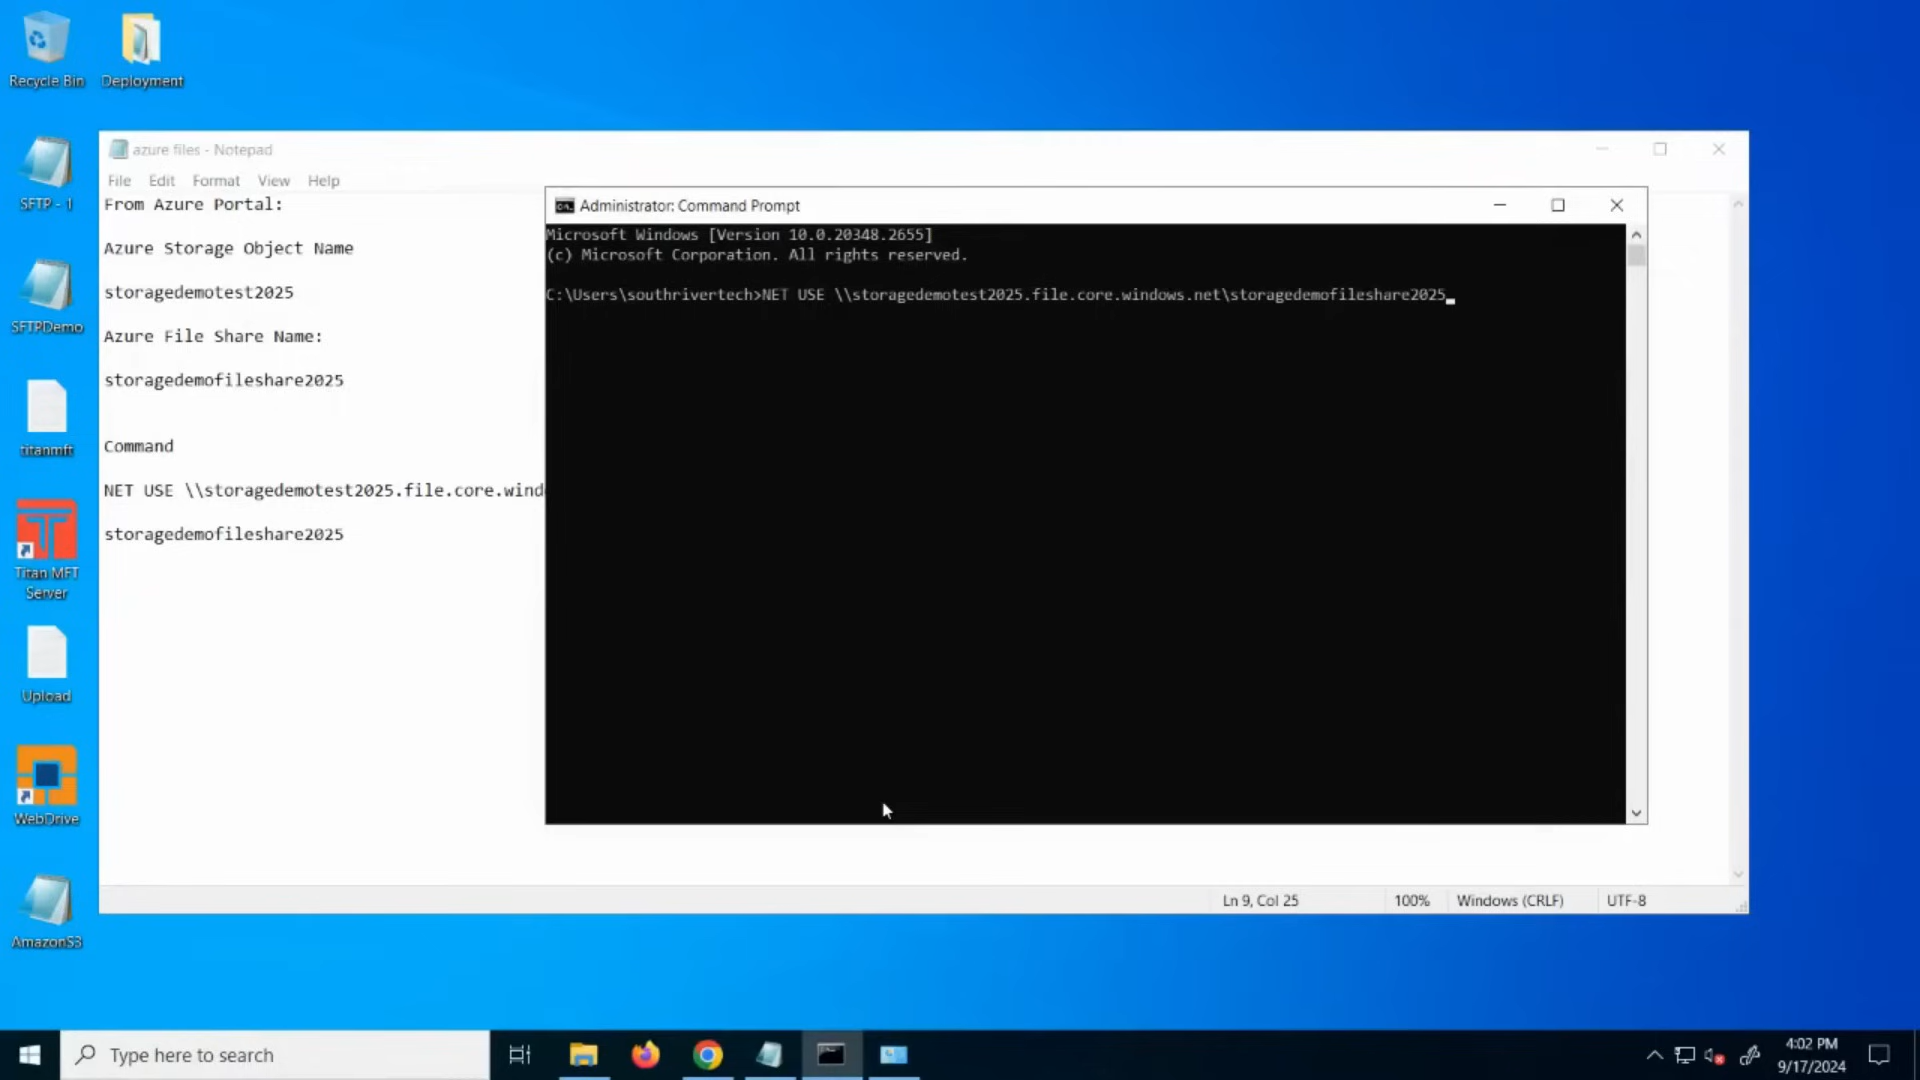 Recycle Bin
Deployment
SFTP - 1
SFTPDemo
titanmft
Titan MFT
Server
Upload
WebDrive
AmazonS3
azure files - Notepad
File Edit Format View Help
From Azure Portal:
Azure Storage Object Name
storagedemotest2025
Azure File Share Name:
storagedemofileshare2025
Command
NET USE \\storagedemotest2025.file.core.wind
storagedemofileshare2025
Administrator: Command Prompt
Microsoft Windows [Version 10.0.20348.2655]
(c) Microsoft Corporation. All rights reserved.
C:\Users\southrivertech>NET USE \\storagedemotest2025.file.core.windows.net\storagedemofileshare2025
Ln 9, Col 25 100% Windows (CRLF) UTF-8
Type here to search
4:02 PM
9/17/2024